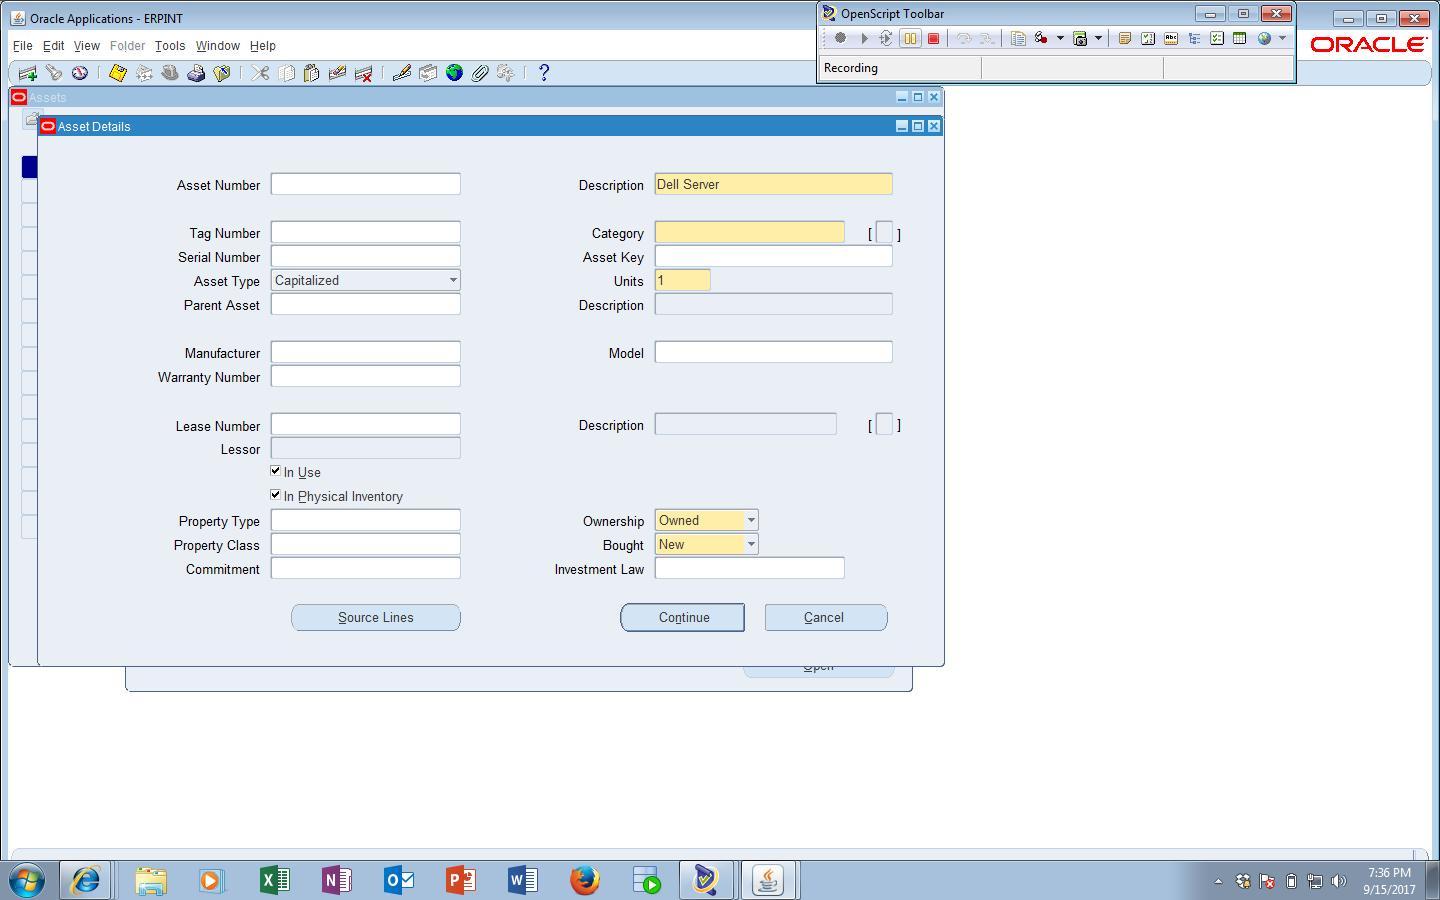 Oracle Applications - ERPINT
OpenScript Toolbar
File Edit View Folder Tools Window Help
ORACLE
Recording
Assets
Asset Details
Asset Number
Description Dell Server
Tag Number
Category [ ]
Serial Number
Asset Key
Asset Type Capitalized
Units 1
Parent Asset
Description
Manufacturer
Model
Warranty Number
Lease Number
Description [ ]
Lessor
In Use
In Physical Inventory
Property Type
Ownership Owned
Property Class
Bought New
Commitment
Investment Law
Source Lines
Continue
Cancel
Open
7:36 PM
9/15/2017